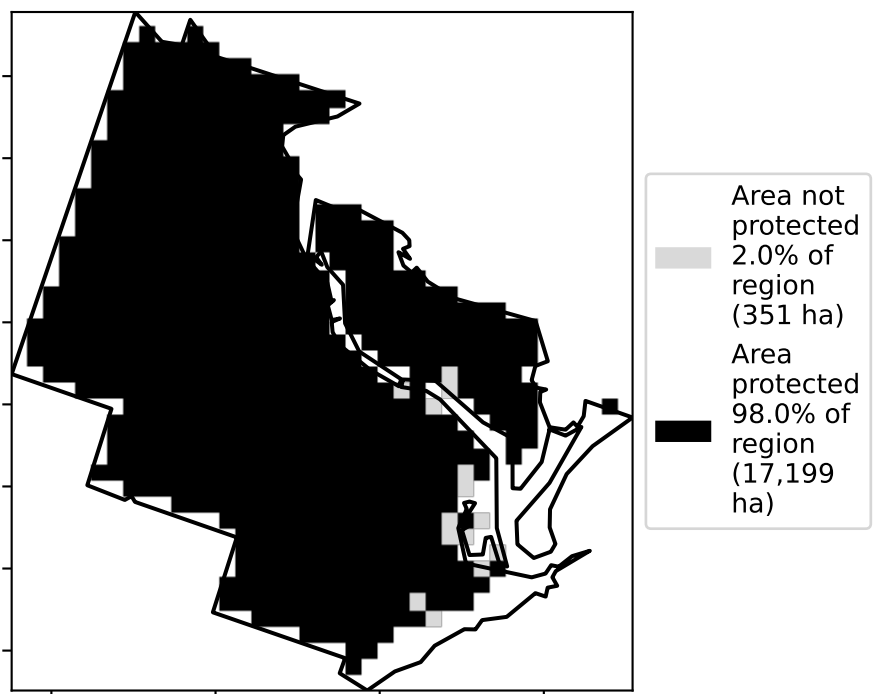 Area not
protected
2.0% of
region
(351 ha)
Area
protected
98.0% of
region
(17,199
ha)